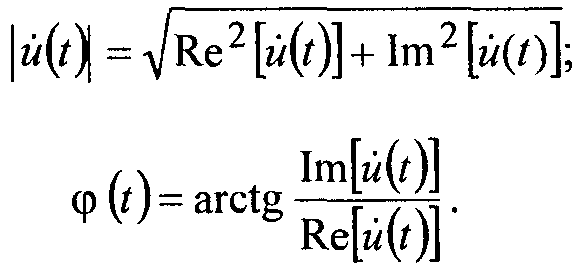 |u̇(t)| = √Re²[u̇(t)] + Im²[u̇(t)];
φ(t) = arctg Im[u̇(t)] / Re[u̇(t)].